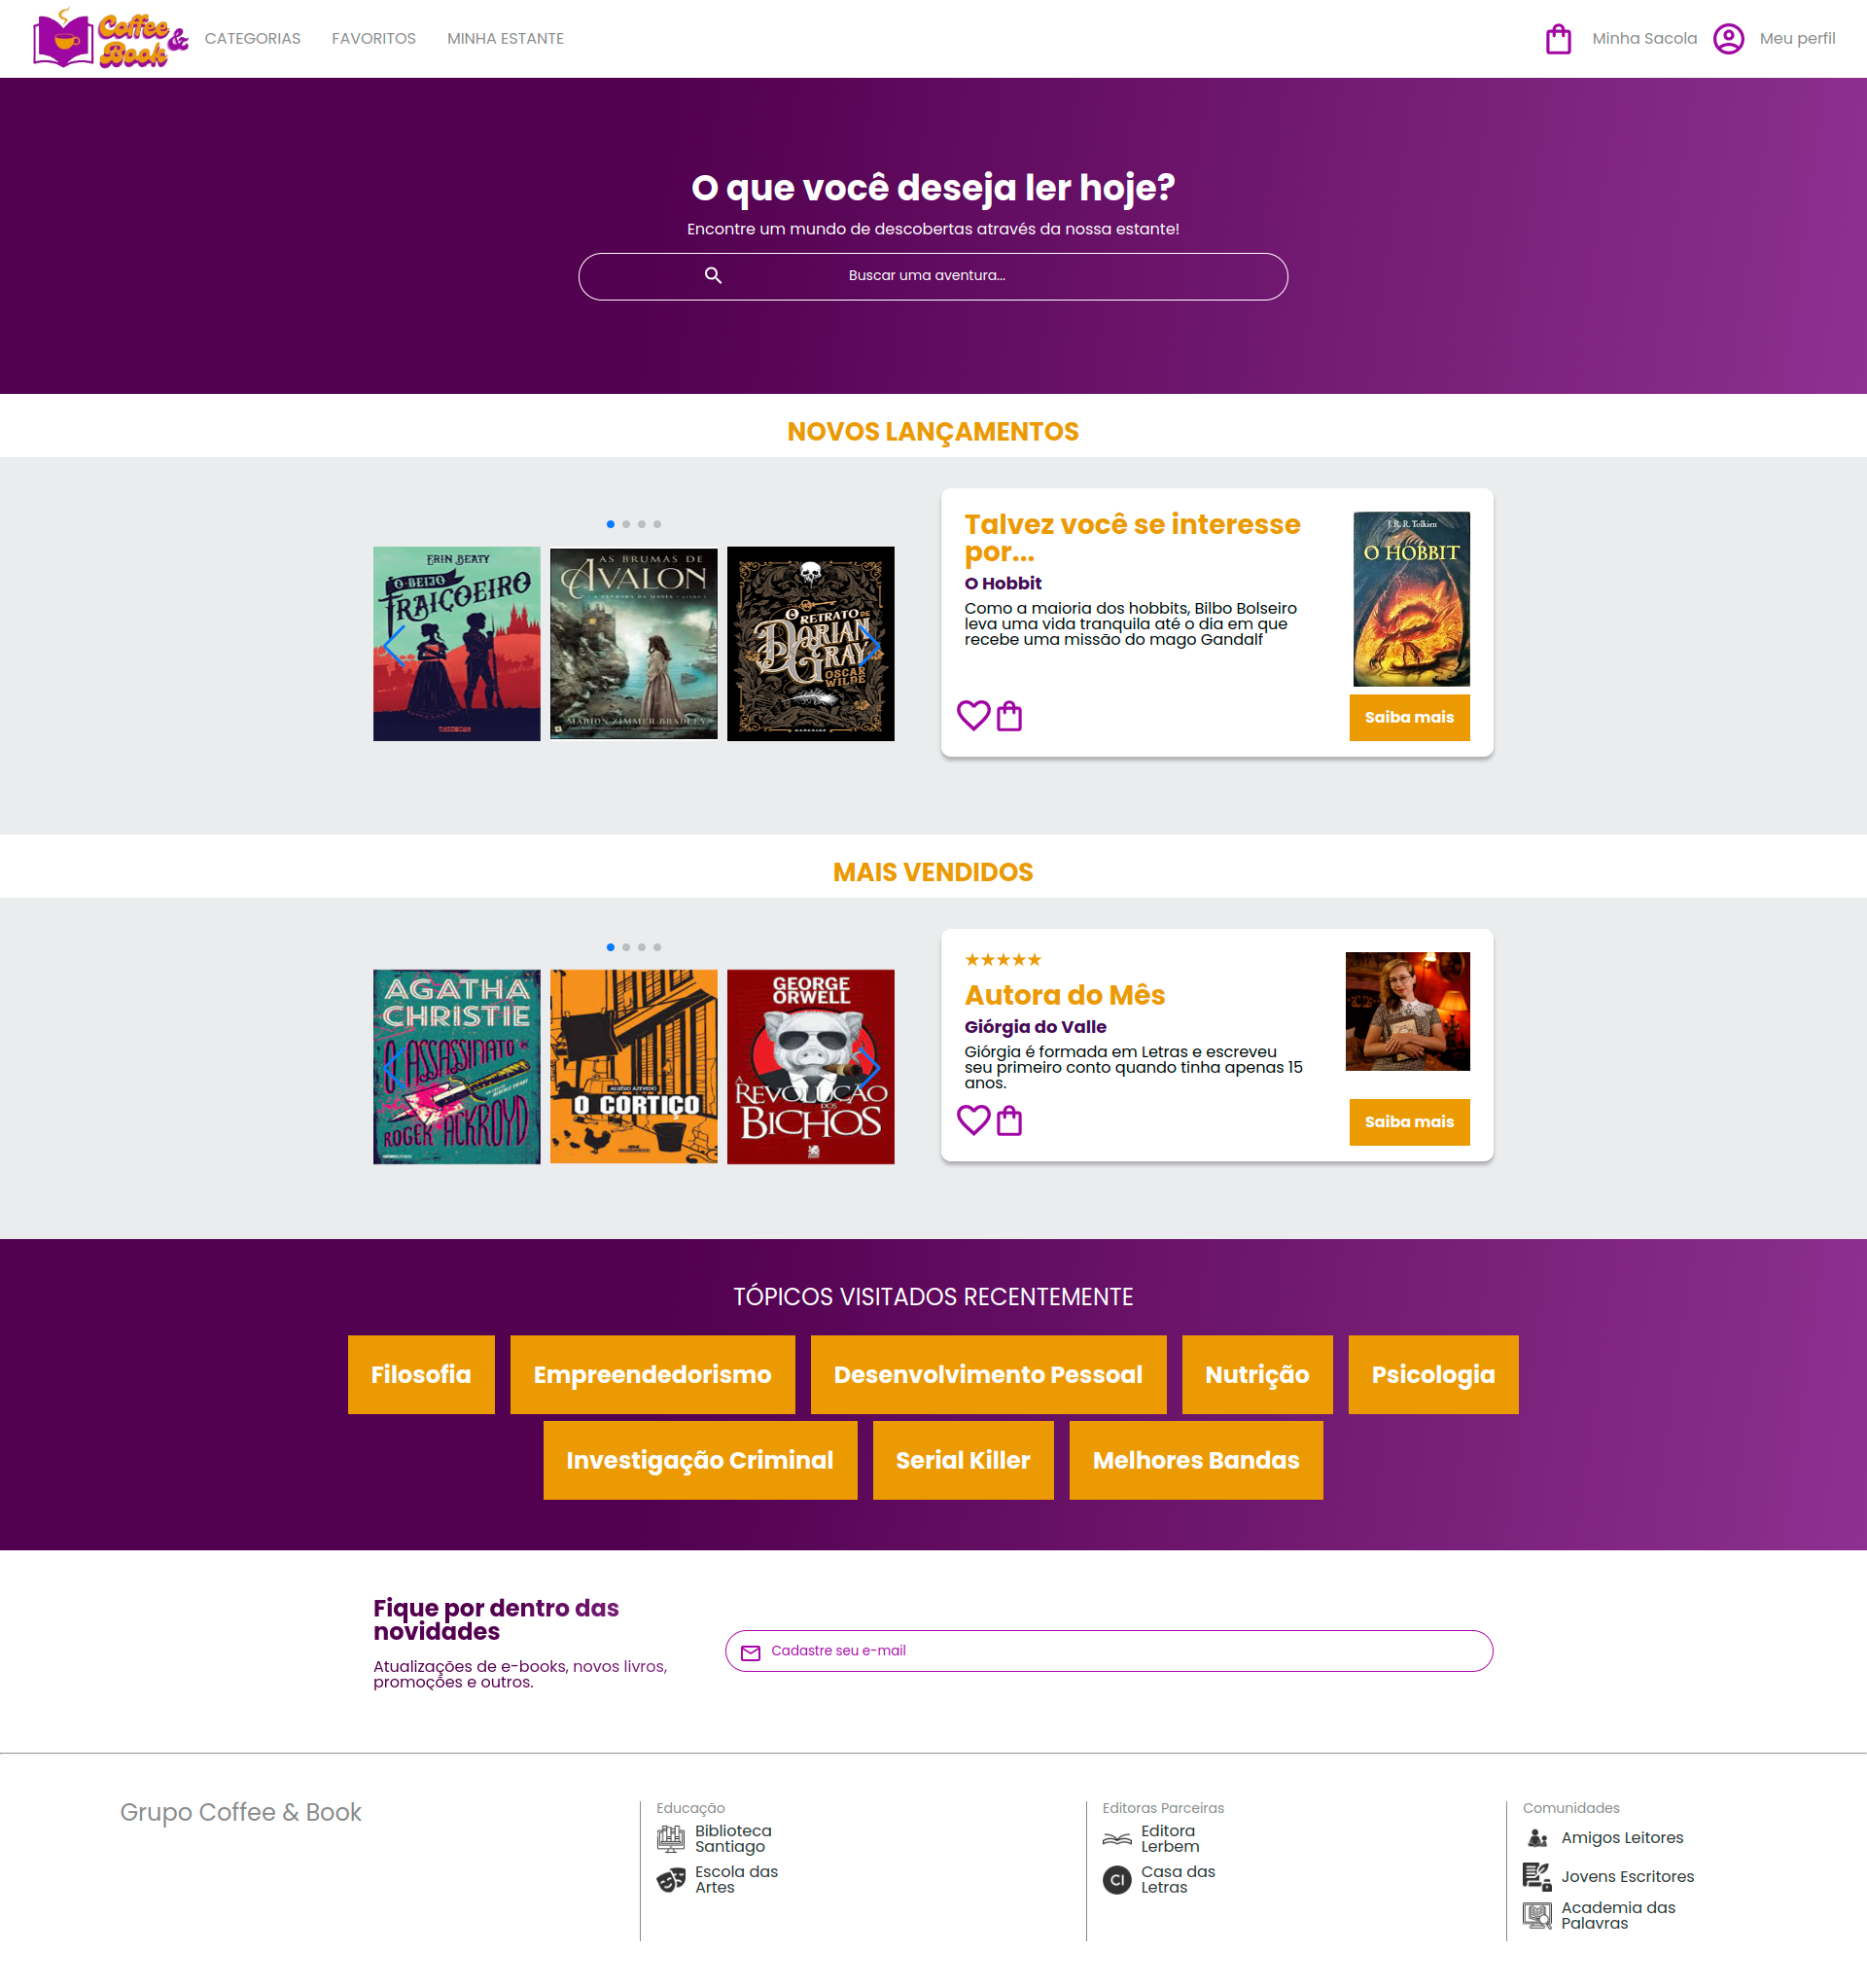 Coffee &
Book
CATEGORIAS
FAVORITOS
MINHA ESTANTE
Minha Sacola
Meu perfil
O que você deseja ler hoje?
Encontre um mundo de descobertas através da nossa estante!
Buscar uma aventura...
NOVOS LANÇAMENTOS
ERIN BEATY
O BEIJO
TRAIÇOEIRO
AS BRUMAS DE
AVALON
MARION ZIMMER BRADLEY
O RETRATO DE
DORIAN
GRAY
OSCAR
WILDE
Talvez você se interesse
por...
O Hobbit
Como a maioria dos hobbits, Bilbo Bolseiro
leva uma vida tranquila até o dia em que
recebe uma missão do mago Gandalf
J. R. R. Tolkien
O HOBBIT
Saiba mais
MAIS VENDIDOS
AGATHA
CHRISTIE
O ASSASSINATO DE
ROGER ACKROYD
ALUÍSIO AZEVEDO
O CORTIÇO
GEORGE
ORWELL
A
REVOLUÇÃO
DOS
BICHOS
★★★★★
Autora do Mês
Giórgia do Valle
Giórgia é formada em Letras e escreveu
seu primeiro conto quando tinha apenas 15
anos.
Saiba mais
TÓPICOS VISITADOS RECENTEMENTE
Filosofia
Empreendedorismo
Desenvolvimento Pessoal
Nutrição
Psicologia
Investigação Criminal
Serial Killer
Melhores Bandas
Fique por dentro das
novidades
Atualizações de e-books, novos livros,
promoções e outros.
Cadastre seu e-mail
Grupo Coffee & Book
Educação
Biblioteca
Santiago
Escola das
Artes
Editoras Parceiras
Editora
Lerbem
Casa das
Letras
Cl
Comunidades
Amigos Leitores
Jovens Escritores
Academia das
Palavras